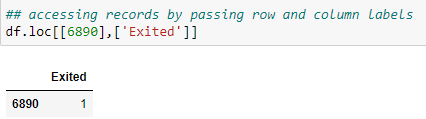 ## accessing records by passing row and column labels
df.loc[[6890],['Exited']]
Exited
6890 1